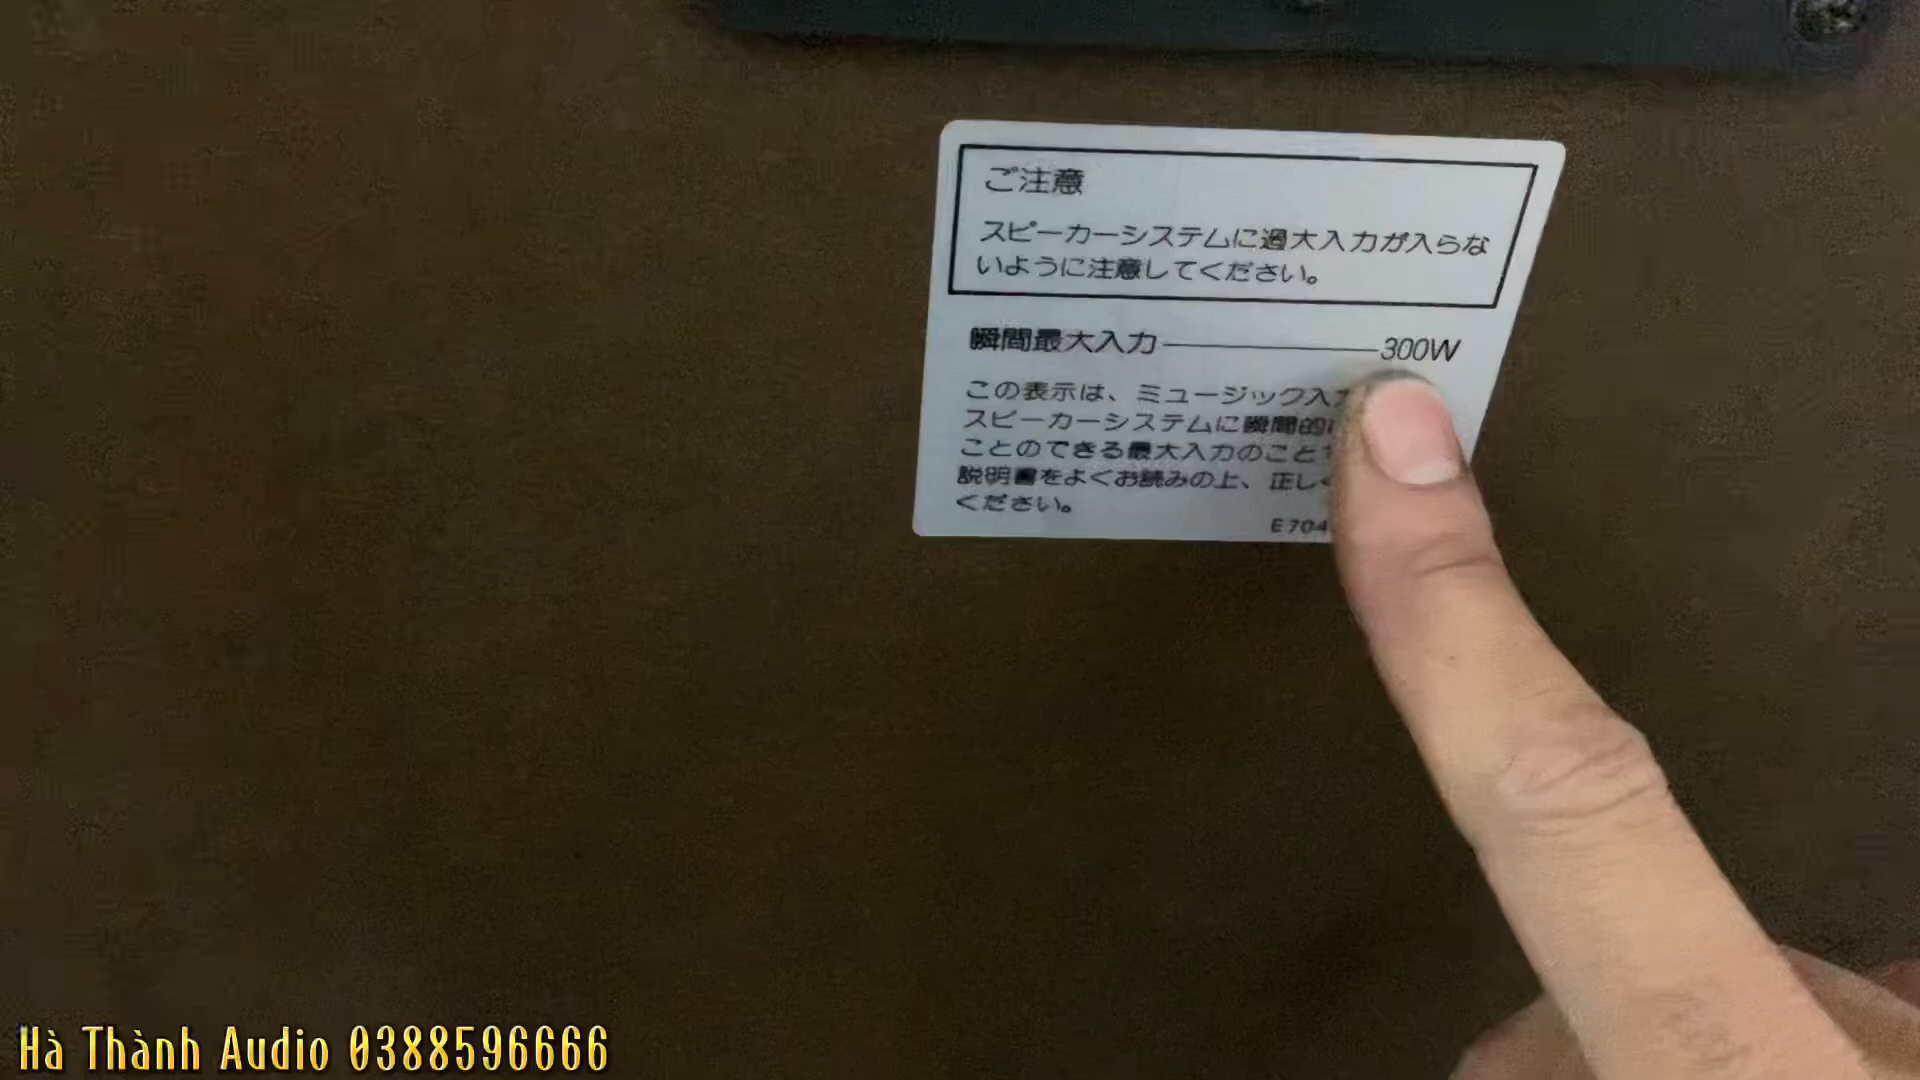 ご注意
スピーカーシステムに過大入力が入らな
いように注意してください。
瞬間最大入力 300W
この表示は、ミュージック入力
スピーカーシステムに瞬間的に
ことのできる最大入力のこと
説明書をよくお読みの上、正しく
ください。
E704
Hà Thành Audio 0388596666